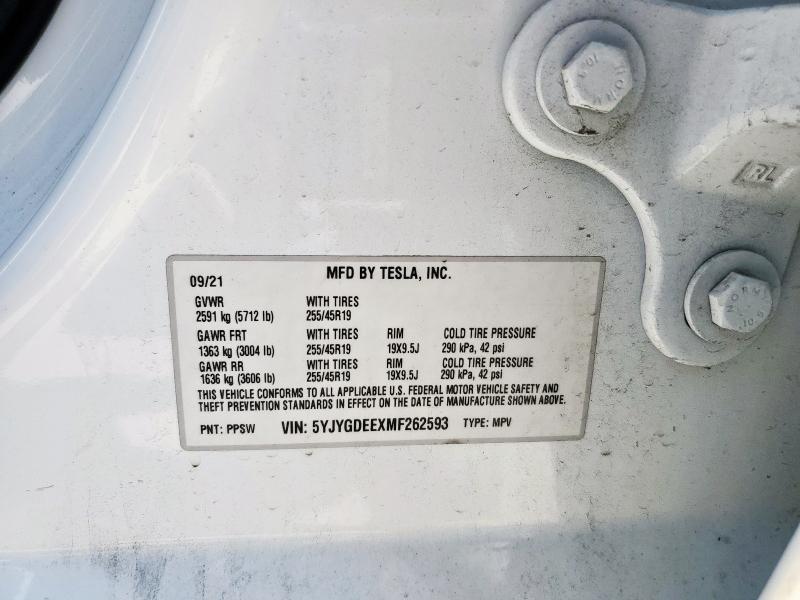 MFD BY TESLA, INC.
09/21
GVWR WITH TIRES
2591 kg (5712 lb) 255/45R19
GAWR FRT WITH TIRES RIM COLD TIRE PRESSURE
1363 kg (3004 lb) 255/45R19 19X9.5J 290 kPa, 42 psi
GAWR RR WITH TIRES RIM COLD TIRE PRESSURE
1636 kg (3606 lb) 255/45R19 19X9.5J 290 kPa, 42 psi
THIS VEHICLE CONFORMS TO ALL APPLICABLE U.S. FEDERAL MOTOR VEHICLE SAFETY AND
THEFT PREVENTION STANDARDS IN EFFECT ON THE DATE OF MANUFACTURE SHOWN ABOVE.
PNT: PPSW VIN: 5YJYGDEEXMF262593 TYPE: MPV
RL